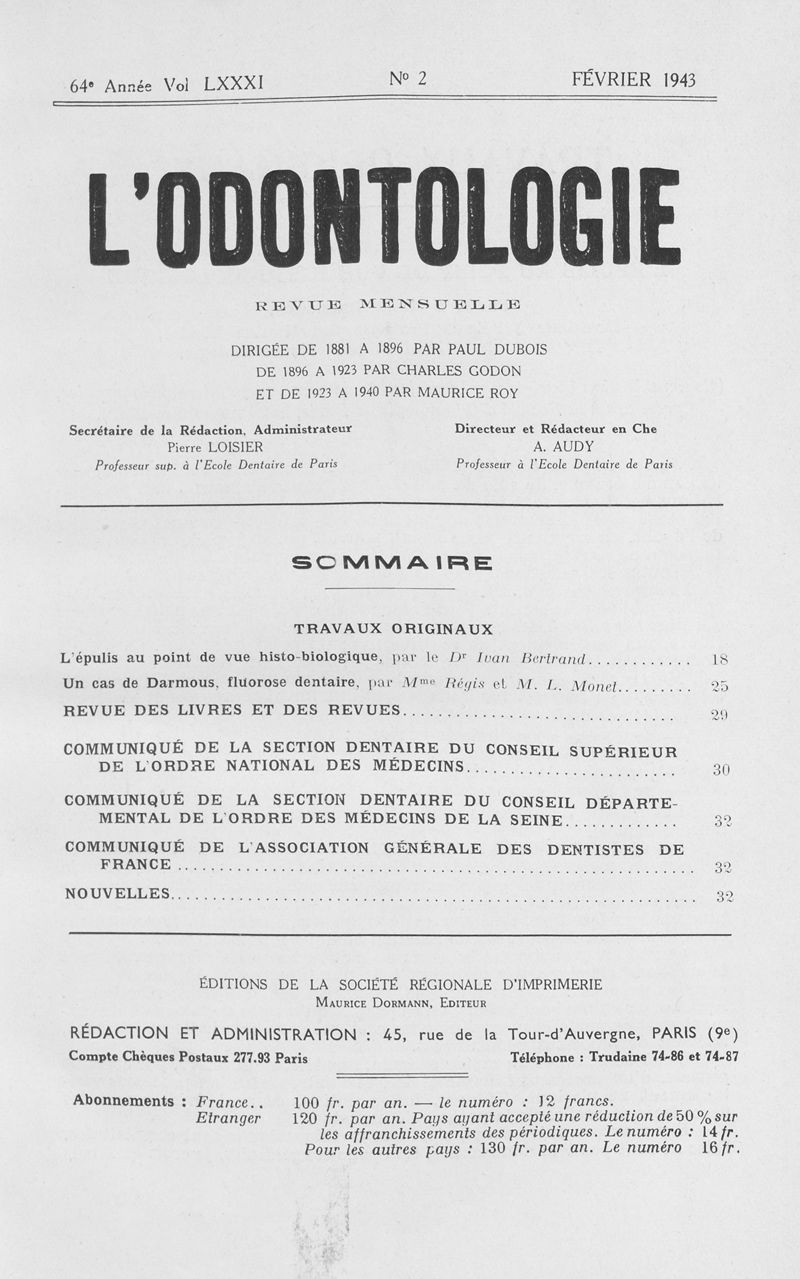 64e Année Vol LXXXI No 2 FÉVRIER 1943
L'ODONTOLOGIE
REVUE MENSUELLE
DIRIGÉE DE 1881 A 1896 PAR PAUL DUBOIS
DE 1896 A 1923 PAR CHARLES GODON
ET DE 1923 A 1940 PAR MAURICE ROY
Secrétaire de la Rédaction, Administrateur
Pierre LOISIER
Professeur sup. à l'Ecole Dentaire de Paris
Directeur et Rédacteur en Che
A. AUDY
Professeur à l'Ecole Dentaire de Paris
SOMMAIRE
TRAVAUX ORIGINAUX
L'épulis au point de vue histo-biologique, par le Dr Ivan Bertrand............ 18
Un cas de Darmous, fluorose dentaire, par Mme Régis et M. L. Monet......... 25
REVUE DES LIVRES ET DES REVUES............................... 29
COMMUNIQUÉ DE LA SECTION DENTAIRE DU CONSEIL SUPÉRIEUR
DE L'ORDRE NATIONAL DES MÉDECINS........................ 30
COMMUNIQUÉ DE LA SECTION DENTAIRE DU CONSEIL DÉPARTE-
MENTAL DE L'ORDRE DES MÉDECINS DE LA SEINE............. 32
COMMUNIQUÉ DE L'ASSOCIATION GÉNÉRALE DES DENTISTES DE
FRANCE ............................................................ 32
NOUVELLES............................................................. 32
ÉDITIONS DE LA SOCIÉTÉ RÉGIONALE D'IMPRIMERIE
MAURICE DORMANN, EDITEUR
RÉDACTION ET ADMINISTRATION : 45, rue de la Tour-d'Auvergne, PARIS (9e)
Compte Chèques Postaux 277.93 Paris Téléphone : Trudaine 74-86 et 74-87
Abonnements : France.. 100 fr. par an. — le numéro : 12 francs.
Etranger 120 fr. par an. Pays ayant accepté une réduction de 50 % sur
les affranchissements des périodiques. Le numéro : 14 fr.
Pour les autres pays : 130 fr. par an. Le numéro 16 fr.